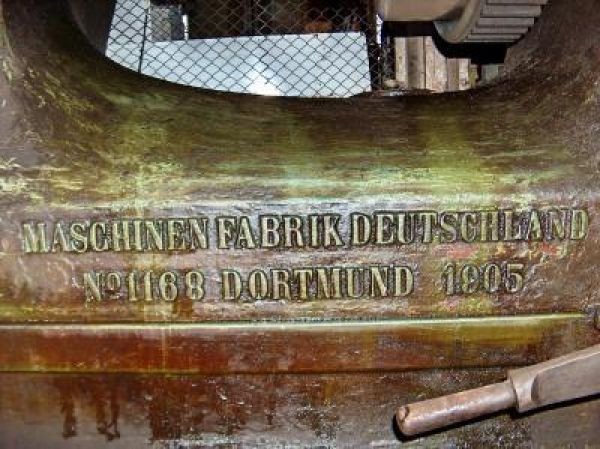 MASCHINEN FABRIK DEUTSCHLAND
No 1168 DORTMUND 1905